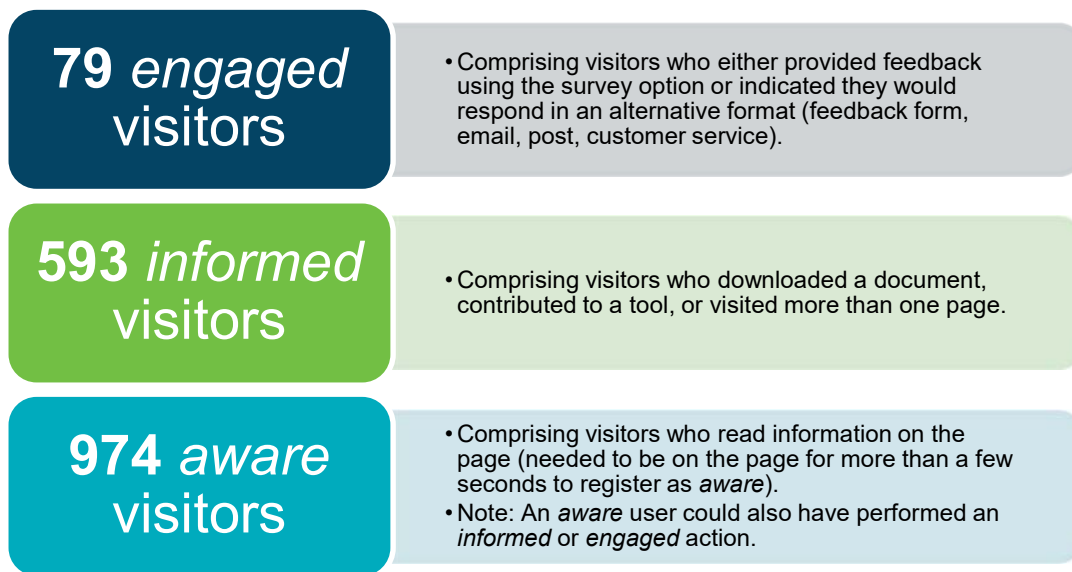 79 engaged
visitors
• Comprising visitors who either provided feedback
using the survey option or indicated they would
respond in an alternative format (feedback form,
email, post, customer service).
593 informed
visitors
• Comprising visitors who downloaded a document,
contributed to a tool, or visited more than one page.
974 aware
visitors
• Comprising visitors who read information on the
page (needed to be on the page for more than a few
seconds to register as aware).
• Note: An aware user could also have performed an
informed or engaged action.